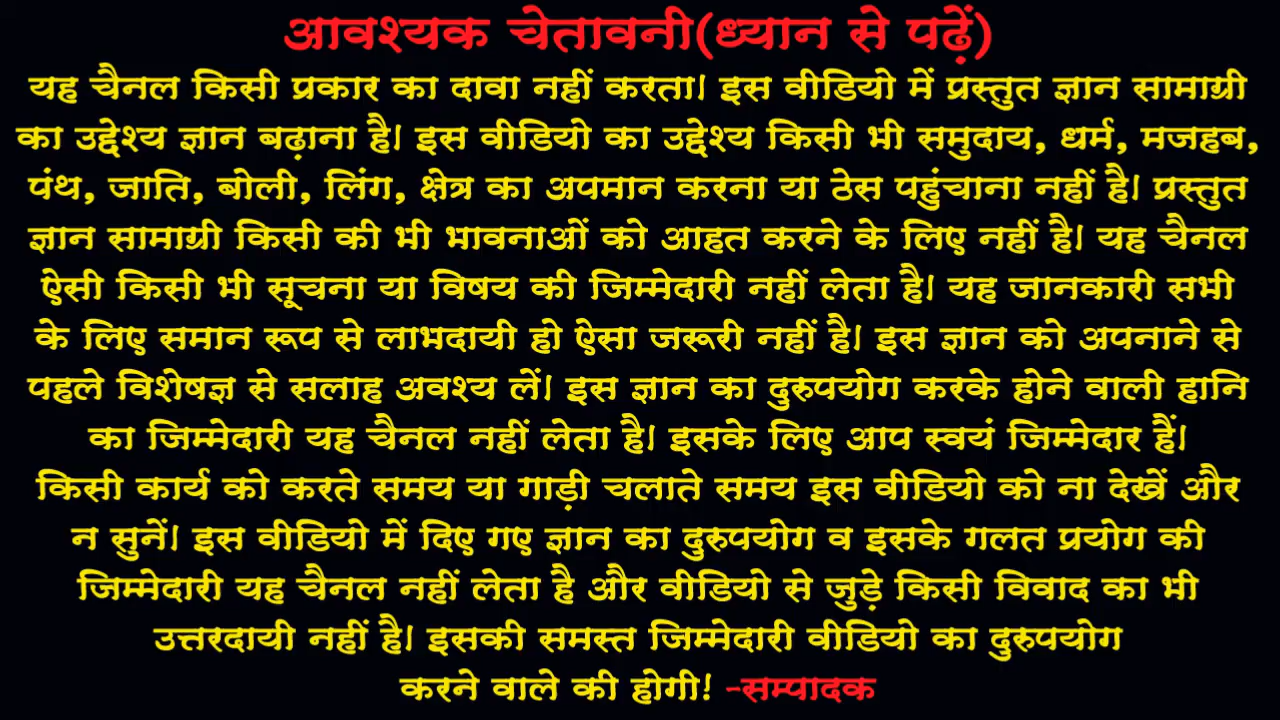 आवश्यक चेतावनी(ध्यान से पढ़ें)
यह चैनल किसी प्रकार का दावा नहीं करता। इस वीडियो में प्रस्तुत ज्ञान सामाग्री
का उद्देश्य ज्ञान बढ़ाना है। इस वीडियो का उद्देश्य किसी भी समुदाय, धर्म, मजहब,
पंथ, जाति, बोली, लिंग, क्षेत्र का अपमान करना या ठेस पहुंचाना नहीं है। प्रस्तुत
ज्ञान सामाग्री किसी की भी भावनाओं को आहत करने के लिए नहीं है। यह चैनल
ऐसी किसी भी सूचना या विषय की जिम्मेदारी नहीं लेता है। यह जानकारी सभी
के लिए समान रूप से लाभदायी हो ऐसा जरूरी नहीं है। इस ज्ञान को अपनाने से
पहले विशेषज्ञ से सलाह अवश्य लें। इस ज्ञान का दुरुपयोग करके होने वाली हानि
का जिम्मेदारी यह चैनल नहीं लेता है। इसके लिए आप स्वयं जिम्मेदार हैं।
किसी कार्य को करते समय या गाड़ी चलाते समय इस वीडियो को ना देखें और
न सुनें। इस वीडियो में दिए गए ज्ञान का दुरुपयोग व इसके गलत प्रयोग की
जिम्मेदारी यह चैनल नहीं लेता है और वीडियो से जुड़े किसी विवाद का भी
उत्तरदायी नहीं है। इसकी समस्त जिम्मेदारी वीडियो का दुरुपयोग
करने वाले की होगी! -सम्पादक